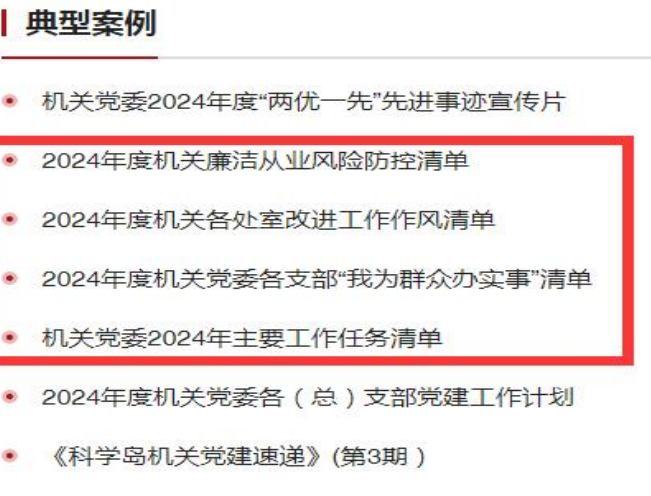 典型案例
机关党委2024年度“两优一先”先进事迹宣传片
2024年度机关廉洁从业风险防控清单
2024年度机关各处室改进工作作风清单
2024年度机关党委各支部“我为群众办实事”清单
机关党委2024年主要工作任务清单
2024年度机关党委各（总）支部党建工作计划
《科学岛机关党建速递》(第3期）